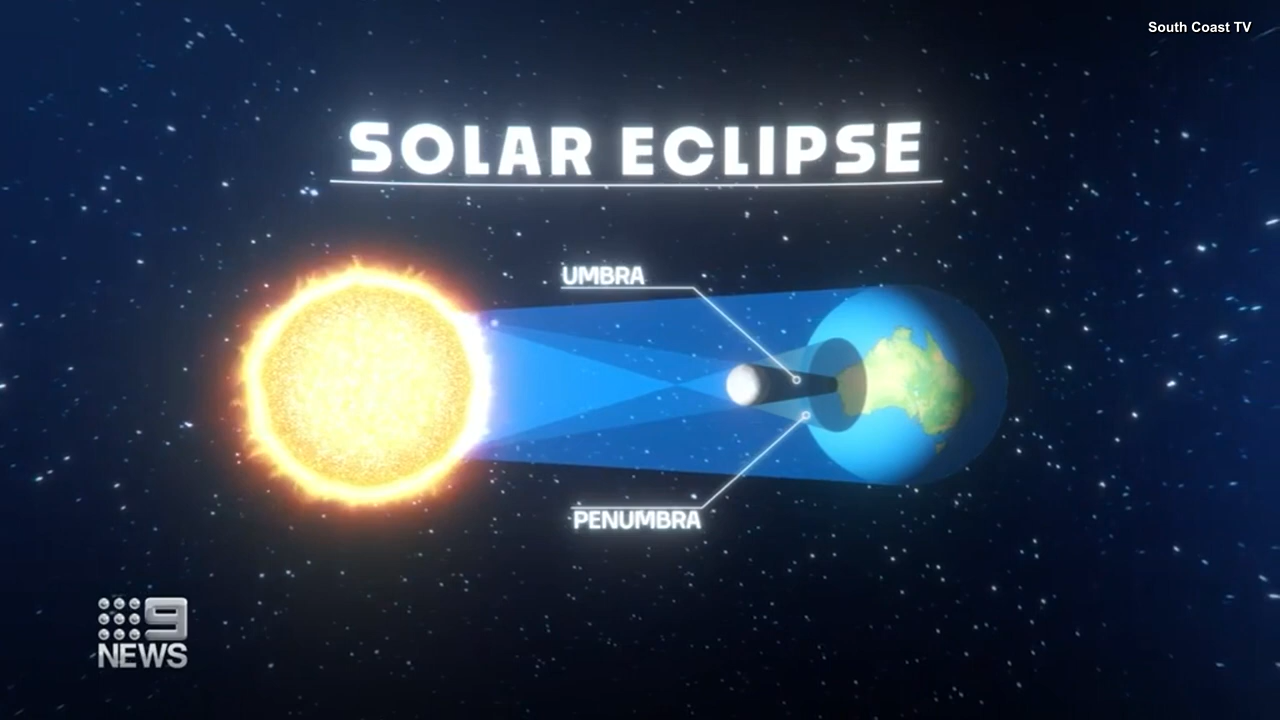 South Coast TV
SOLAR ECLIPSE
UMBRA
PENUMBRA
9
NEWS